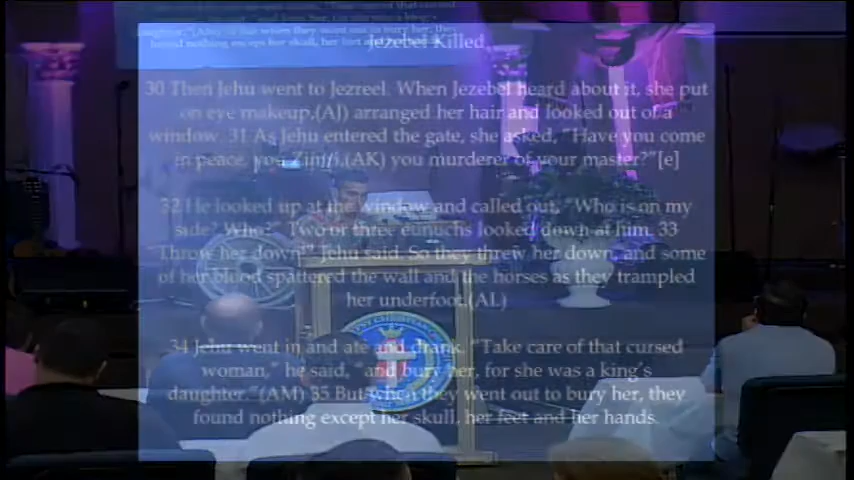 Jezebel Killed
30 Then Jehu went to Jezreel. When Jezebel heard about it, she put
on eye makeup,(AJ) arranged her hair and looked out of a
window. 31 As Jehu entered the gate, she asked, "Have you come
in peace, you Zimri,(AK) you murderer of your master?"[e]
32 He looked up at the window and called out, "Who is on my
side? Who?" Two or three eunuchs looked down at him. 33
"Throw her down!" Jehu said. So they threw her down, and some
of her blood spattered the wall and the horses as they trampled
her underfoot.(AL)
34 Jehu went in and ate and drank. "Take care of that cursed
woman," he said, "and bury her, for she was a king's
daughter."(AM) 35 But when they went out to bury her, they
found nothing except her skull, her feet and her hands.